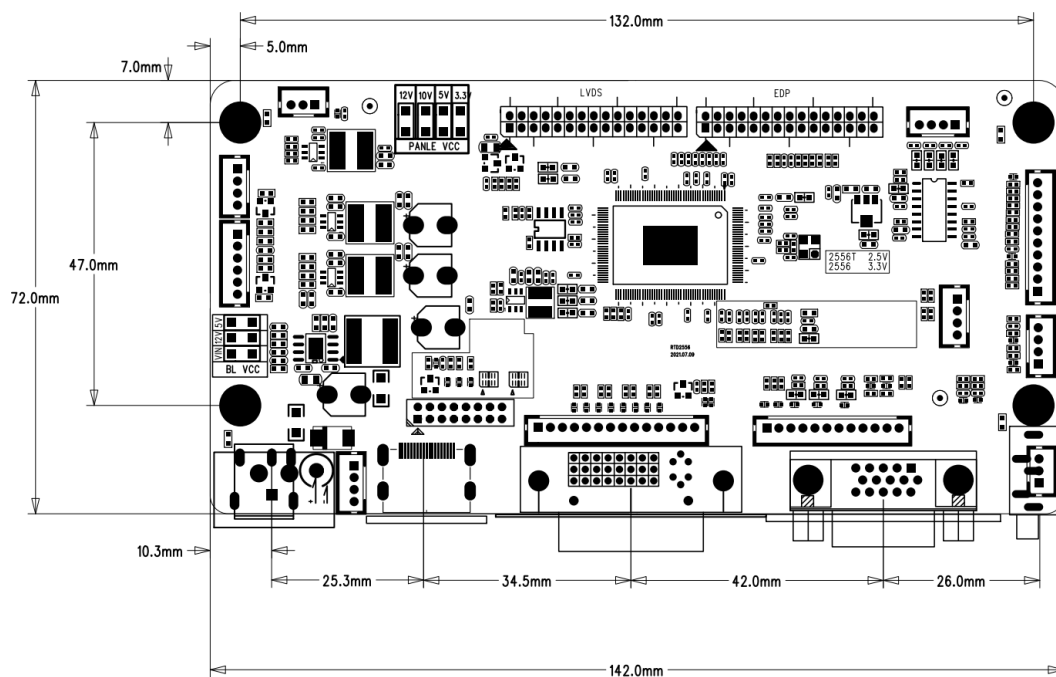 132.0mm
5.0mm
7.0mm
LVDS
EDP
12V 10V 5V 3.3V
PANLE VCC
47.0mm
72.0mm
2556T 2.5V
2556 3.3V
VIN 12V 5V
BL VCC
RTD2556
2021.07.09
10.3mm
25.3mm
34.5mm
42.0mm
26.0mm
142.0mm